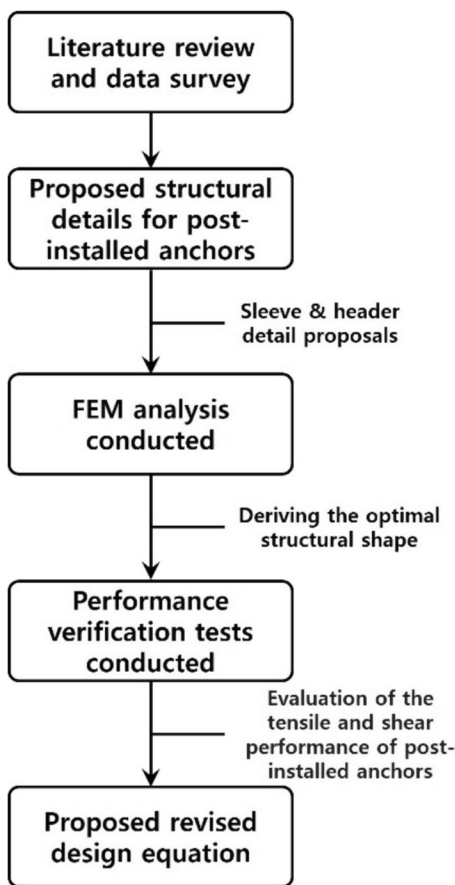 Literature review
and data survey
Proposed structural
details for post-
installed anchors
Sleeve & header
detail proposals
FEM analysis
conducted
Deriving the optimal
structural shape
Performance
verification tests
conducted
Evaluation of the
tensile and shear
performance of post-
installed anchors
Proposed revised
design equation